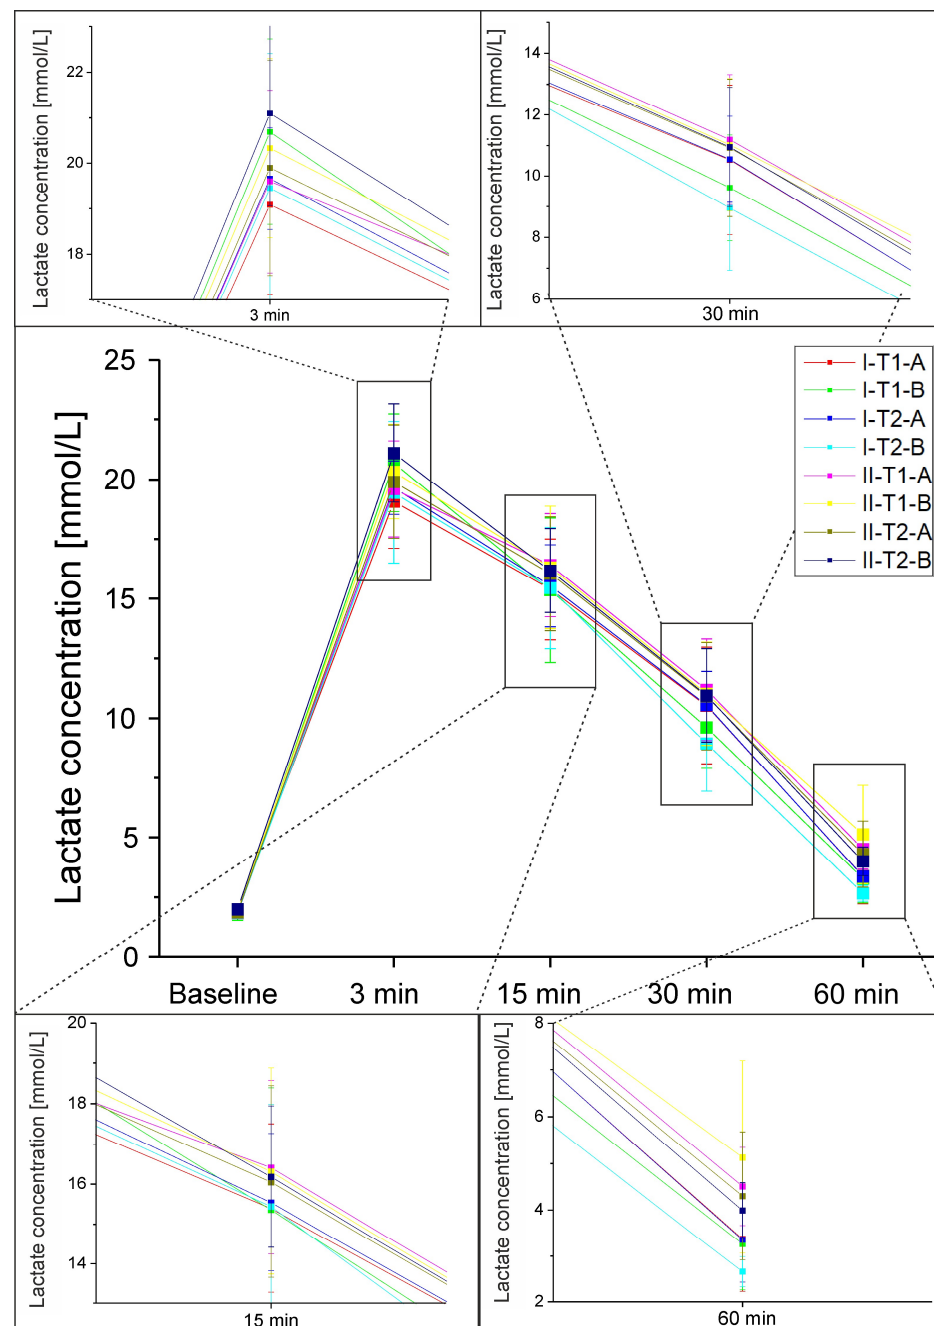 Lactate concentration [mmol/L]
22
20
18
3 min
Lactate concentration [mmol/L]
14
12
10
8
6
30 min
Lactate concentration [mmol/L]
25
20
15
10
5
0
Baseline
3 min
15 min
30 min
60 min
I-T1-A
I-T1-B
I-T2-A
I-T2-B
II-T1-A
II-T1-B
II-T2-A
II-T2-B
Lactate concentration [mmol/L]
20
18
16
14
15 min
Lactate concentration [mmol/L]
8
6
4
2
60 min